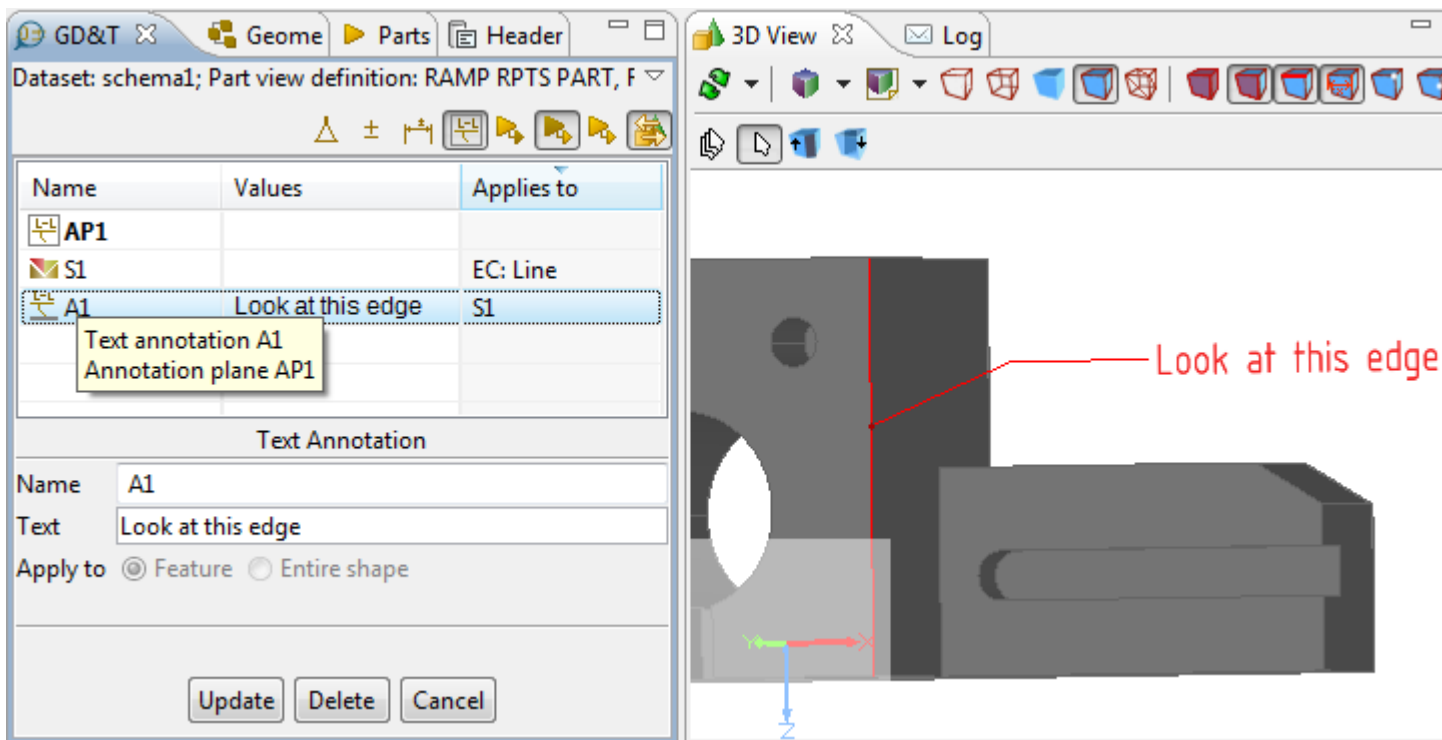 GD&T
Geome
Parts
Header
3D View
Log
Dataset: schema1; Part view definition: RAMP RPTS PART, F
Name Values Applies to
AP1
S1 EC: Line
A1 Look at this edge S1
Text annotation A1
Annotation plane AP1
Text Annotation
Name A1
Text Look at this edge
Apply to Feature Entire shape
Update Delete Cancel
Look at this edge
Y X
Z